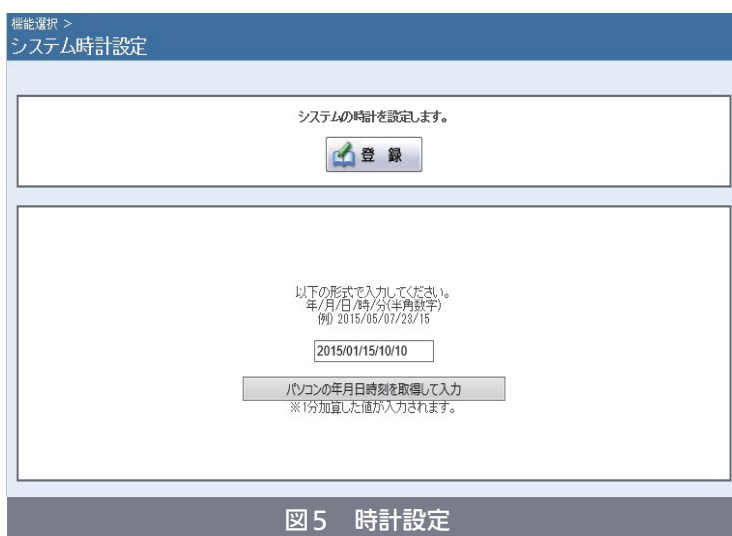 機能選択 >
システム時計設定
システムの時計を設定します。
登 録
以下の形式で入力してください。
年/月/日/時/分(半角数字)
例) 2015/05/07/23/15
2015/01/15/10/10
パソコンの年月日時刻を取得して入力
※1分加算した値が入力されます。
図5 時計設定